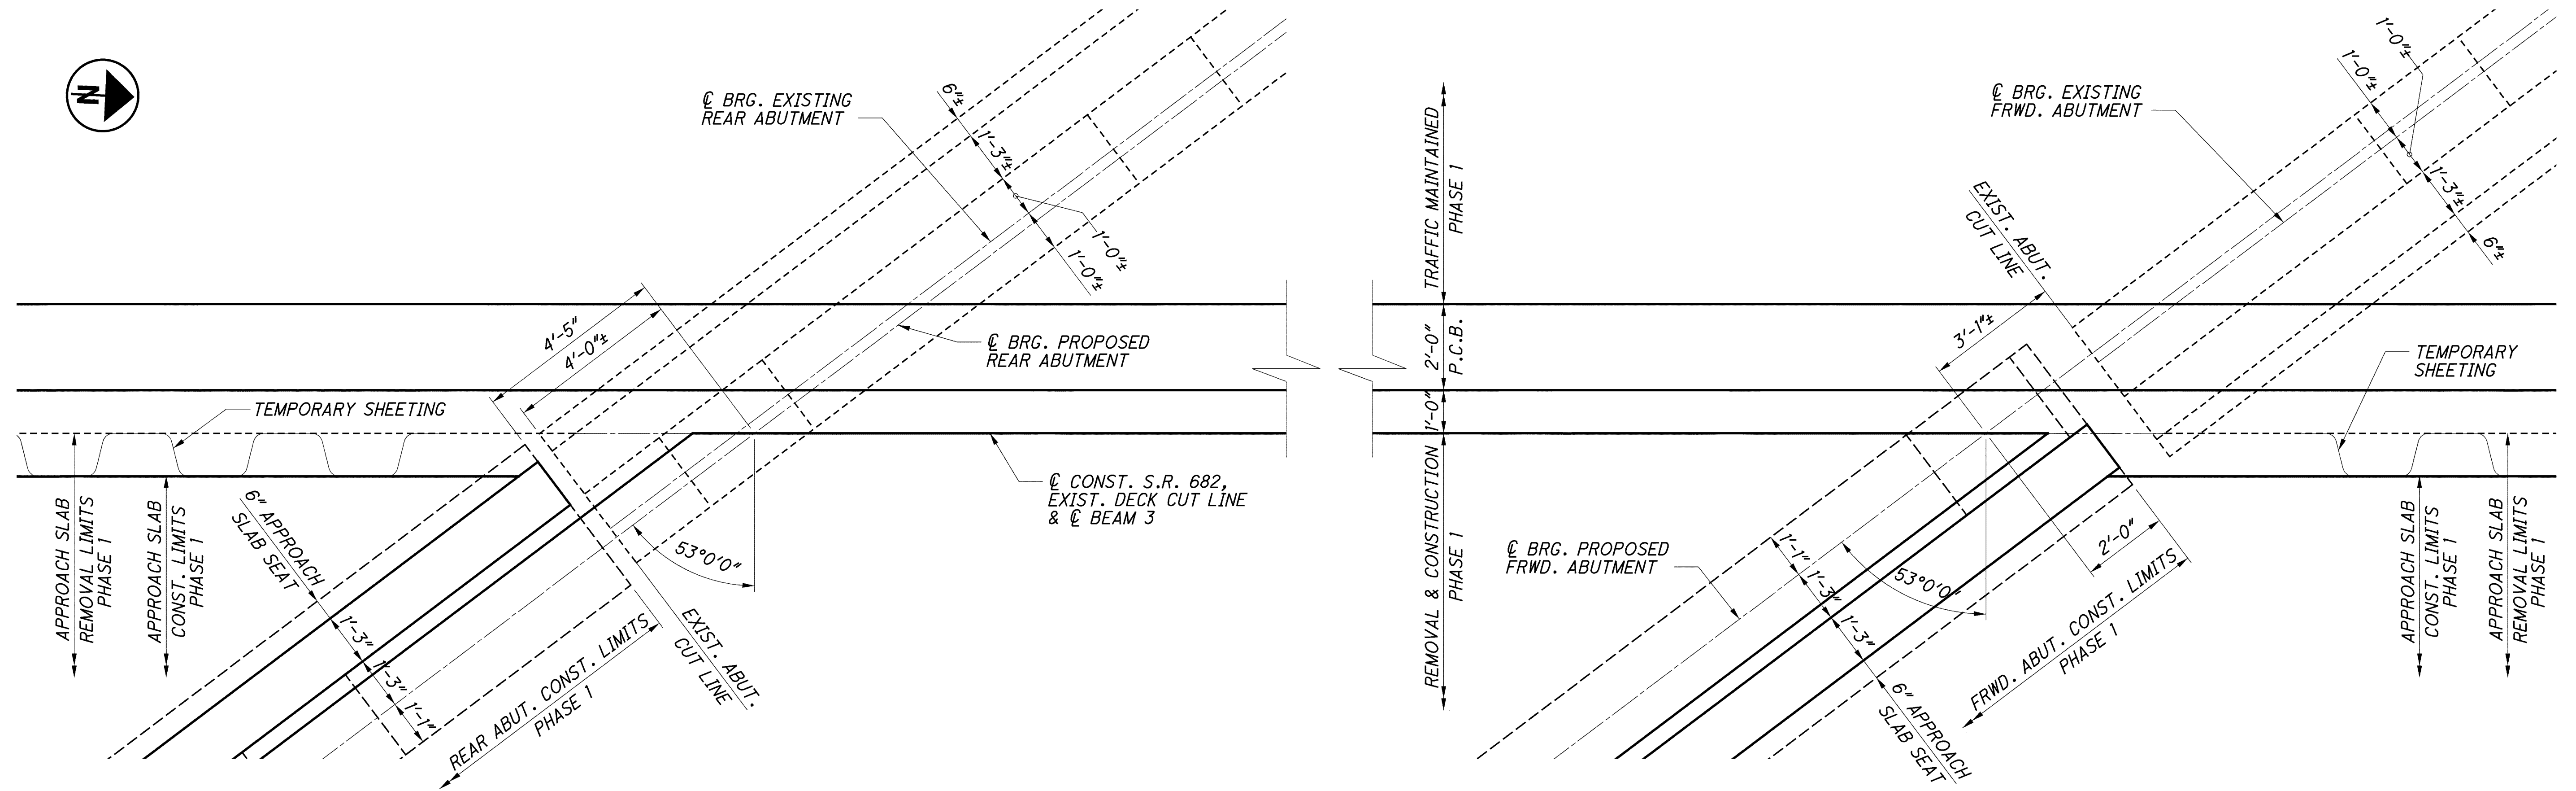 N
℄ BRG. EXISTING
REAR ABUTMENT
6"±
1'-3"±
1'-0"±
1'-0"±
4'-5"
4'-0"±
℄ BRG. PROPOSED
REAR ABUTMENT
TEMPORARY SHEETING
℄ CONST. S.R. 682,
EXIST. DECK CUT LINE
& ℄ BEAM 3
53°0'0"
APPROACH SLAB
REMOVAL LIMITS
PHASE 1
APPROACH SLAB
CONST. LIMITS
PHASE 1
6" APPROACH
SLAB SEAT
1'-3"
1'-3"
1'-1"
REAR ABUT. CONST. LIMITS
PHASE 1
EXIST. ABUT.
CUT LINE
TRAFFIC MAINTAINED
PHASE 1
2'-0"
P.C.B.
1'-0"
REMOVAL & CONSTRUCTION
PHASE 1
℄ BRG. EXISTING
FRWD. ABUTMENT
1'-0"±
1'-0"±
1'-3"±
6"±
EXIST. ABUT.
CUT LINE
3'-1"±
TEMPORARY
SHEETING
℄ BRG. PROPOSED
FRWD. ABUTMENT
1'-1"
1'-3"
1'-3"
53°0'0"
2'-0"
FRWD. ABUT. CONST. LIMITS
PHASE 1
6" APPROACH
SLAB SEAT
APPROACH SLAB
CONST. LIMITS
PHASE 1
APPROACH SLAB
REMOVAL LIMITS
PHASE 1